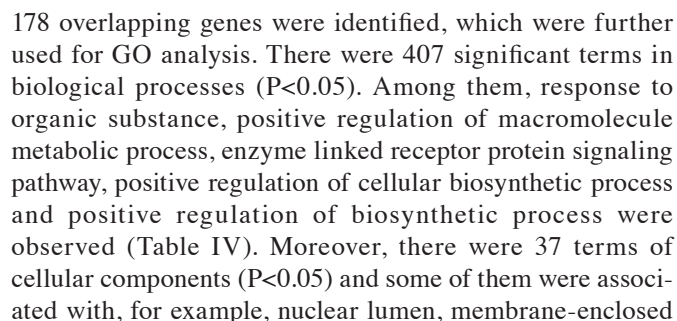 178 overlapping genes were identified, which were further
used for GO analysis. There were 407 significant terms in
biological processes (P<0.05). Among them, response to
organic substance, positive regulation of macromolecule
metabolic process, enzyme linked receptor protein signaling
pathway, positive regulation of cellular biosynthetic process
and positive regulation of biosynthetic process were
observed (Table IV). Moreover, there were 37 terms of
cellular components (P<0.05) and some of them were associ-
ated with, for example, nuclear lumen, membrane-enclosed